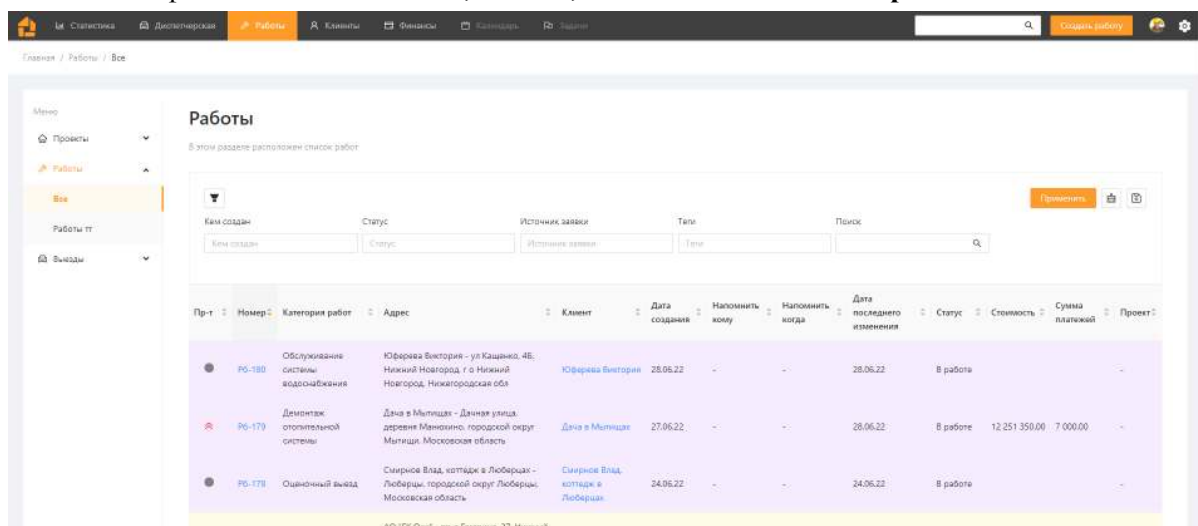 Статистика Диспетчерская Работы Клиенты Финансы Календарь Задачи Создать работу
Главная / Работы / Все
Меню
Проекты
Работы
Все
Работы тт
Выезды
Работы
В этом разделе расположен список работ
Применить
Кем создан Статус Источник заявки Теги Поиск
Кем создан Статус Источник заявки Теги
Пр-т Номер Категория работ Адрес Клиент Дата создания Напомнить кому Напомнить когда Дата последнего изменения Статус Стоимость Сумма платежей Проект
Обслуживание Юферева Виктория - ул Кащенко, 4Б,
Р6-180 системы Нижний Новгород, г о Нижний Юферева Виктория 28.06.22 - - 28.06.22 В работе -
водоснабжения Новгород, Нижегородская обл
Демонтаж Дача в Мытищах - Дачная улица,
Р6-179 отопительной деревня Манюхино, городской округ Дача в Мытищах 27.06.22 - - 28.06.22 В работе 12 251 350.00 7 000.00 -
системы Мытищи, Московская область
Смирнов Влад, коттедж в Люберцах - Смирнов Влад,
Р6-178 Оценочный выезд Люберцы, городской округ Люберцы, коттедж в 24.06.22 - - 24.06.22 В работе -
Московская область Люберцах